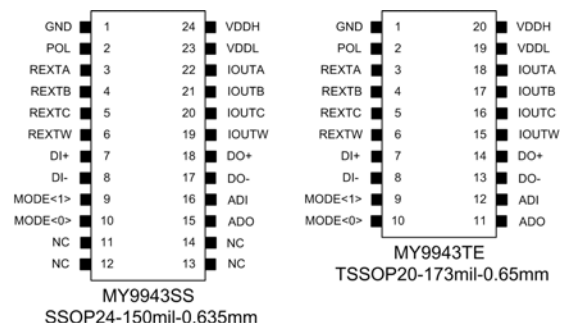 GND 1 24 VDDH
POL 2 23 VDDL
REXTA 3 22 IOUTA
REXTB 4 21 IOUTB
REXTC 5 20 IOUTC
REXTW 6 19 IOUTW
DI+ 7 18 DO+
DI- 8 17 DO-
MODE<1> 9 16 ADI
MODE<0> 10 15 ADO
NC 11 14 NC
NC 12 13 NC
MY9943SS
SSOP24-150mil-0.635mm
GND 1 20 VDDH
POL 2 19 VDDL
REXTA 3 18 IOUTA
REXTB 4 17 IOUTB
REXTC 5 16 IOUTC
REXTW 6 15 IOUTW
DI+ 7 14 DO+
DI- 8 13 DO-
MODE<1> 9 12 ADI
MODE<0> 10 11 ADO
MY9943TE
TSSOP20-173mil-0.65mm